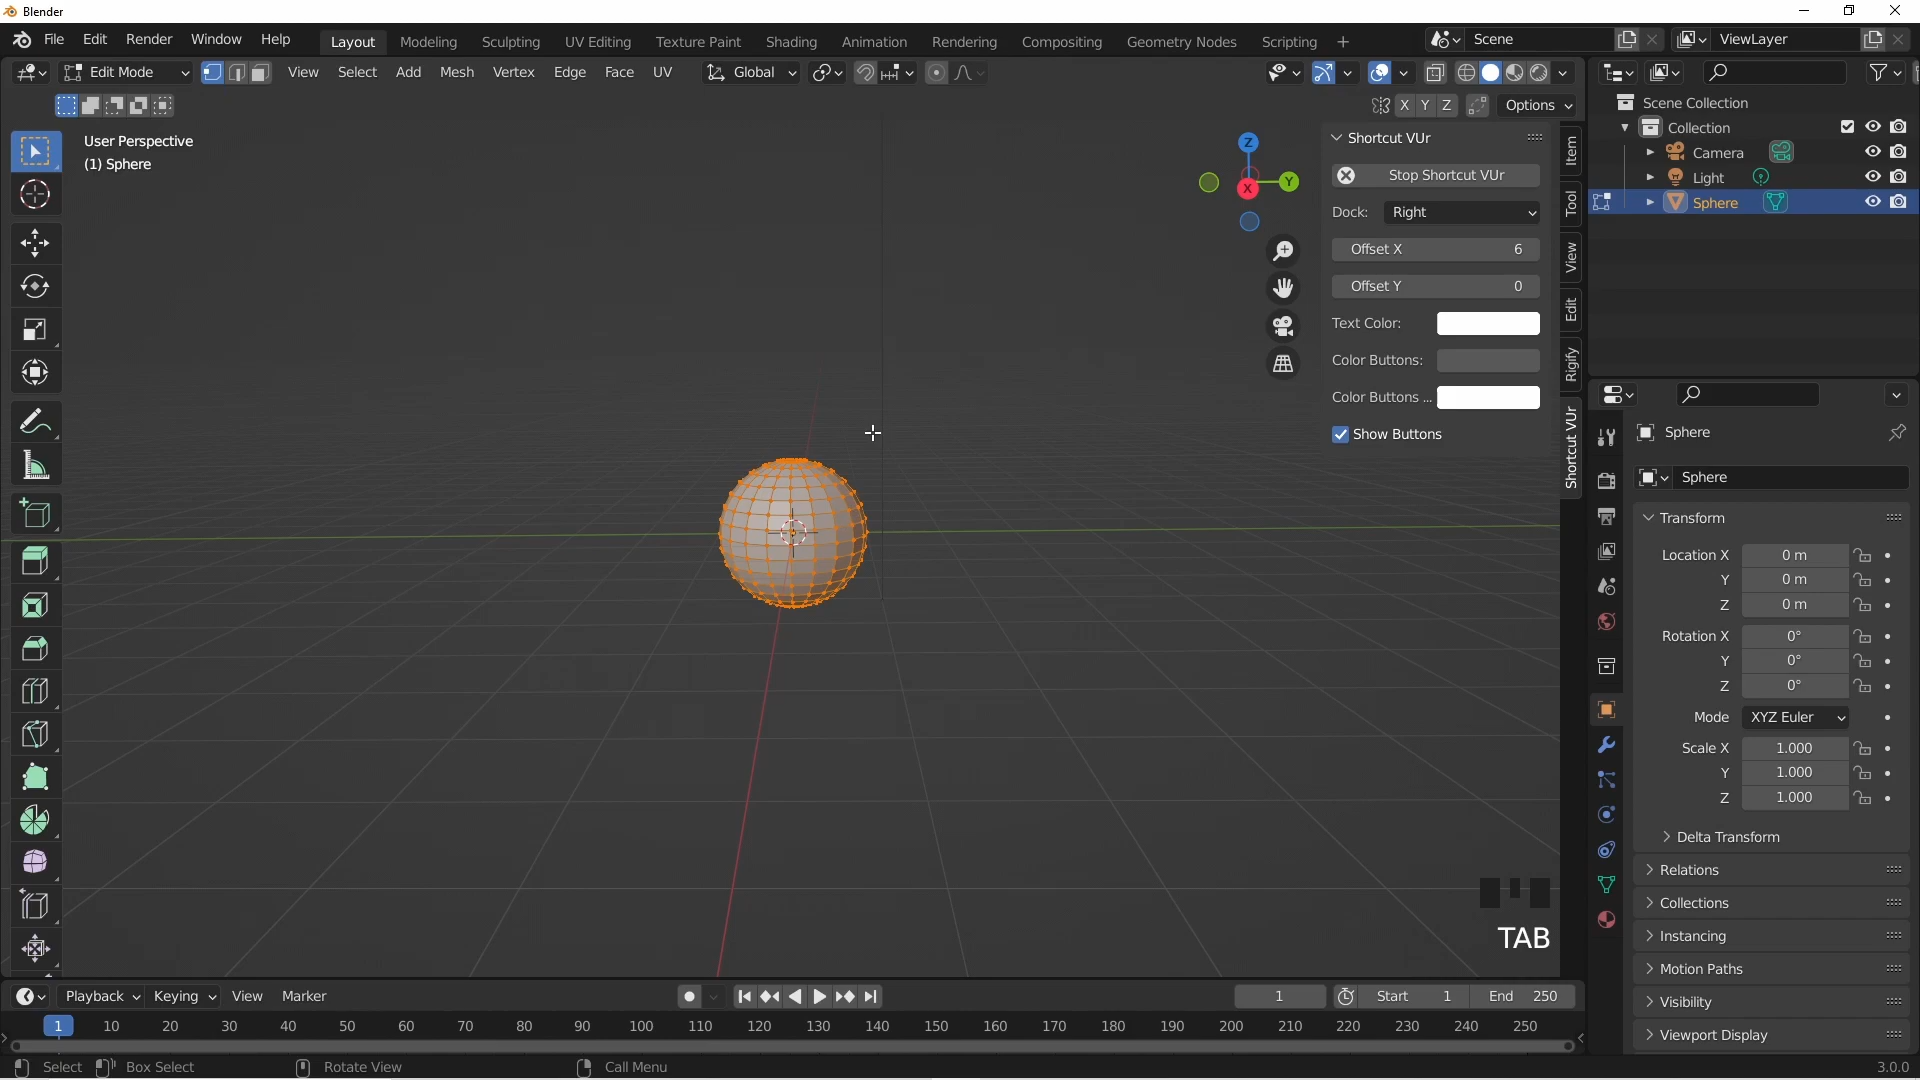 Blender
File Edit Render Window Help Layout Modeling Sculpting UV Editing Texture Paint Shading Animation Rendering Compositing Geometry Nodes Scripting + Scene ViewLayer
Edit Mode View Select Add Mesh Vertex Edge Face UV Global
X Y Z Options
User Perspective
(1) Sphere
Z
Y
X
Shortcut VUr
Stop Shortcut VUr
Dock: Right
Offset X 6
Offset Y 0
Text Color:
Color Buttons:
Color Buttons ...
Show Buttons
Item
Tool
View
Edit
Rigify
Shortcut VUr
Scene Collection
Collection
Camera
Light
Sphere
Sphere
Sphere
Transform
Location X 0 m
Y 0 m
Z 0 m
Rotation X 0°
Y 0°
Z 0°
Mode XYZ Euler
Scale X 1.000
Y 1.000
Z 1.000
Delta Transform
Relations
Collections
Instancing
Motion Paths
Visibility
Viewport Display
TAB
Playback Keying View Marker 1 Start 1 End 250
1 10 20 30 40 50 60 70 80 90 100 110 120 130 140 150 160 170 180 190 200 210 220 230 240 250
Select Box Select Rotate View Call Menu 3.0.0